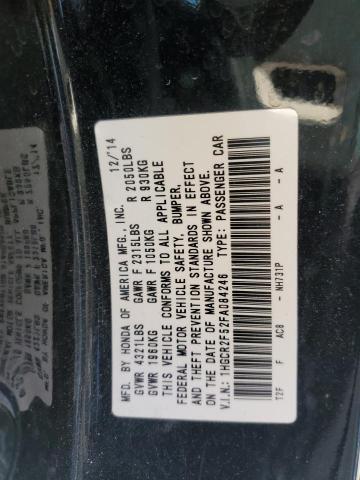 MFD. BY HONDA OF AMERICA MFG., INC. 12/14
GVWR 4321LBS GAWR F 2315LBS R 2050LBS
GVWR 1960KG GAWR F 1050KG R 930KG
THIS VEHICLE CONFORMS TO ALL APPLICABLE
FEDERAL MOTOR VEHICLE SAFETY, BUMPER,
AND THEFT PREVENTION STANDARDS IN EFFECT
ON THE DATE OF MANUFACTURE SHOWN ABOVE.
V.I.N.: 1HGCR2F52FA084246 TYPE: PASSENGER CAR
T2F F AC8 - NH731P - A - A